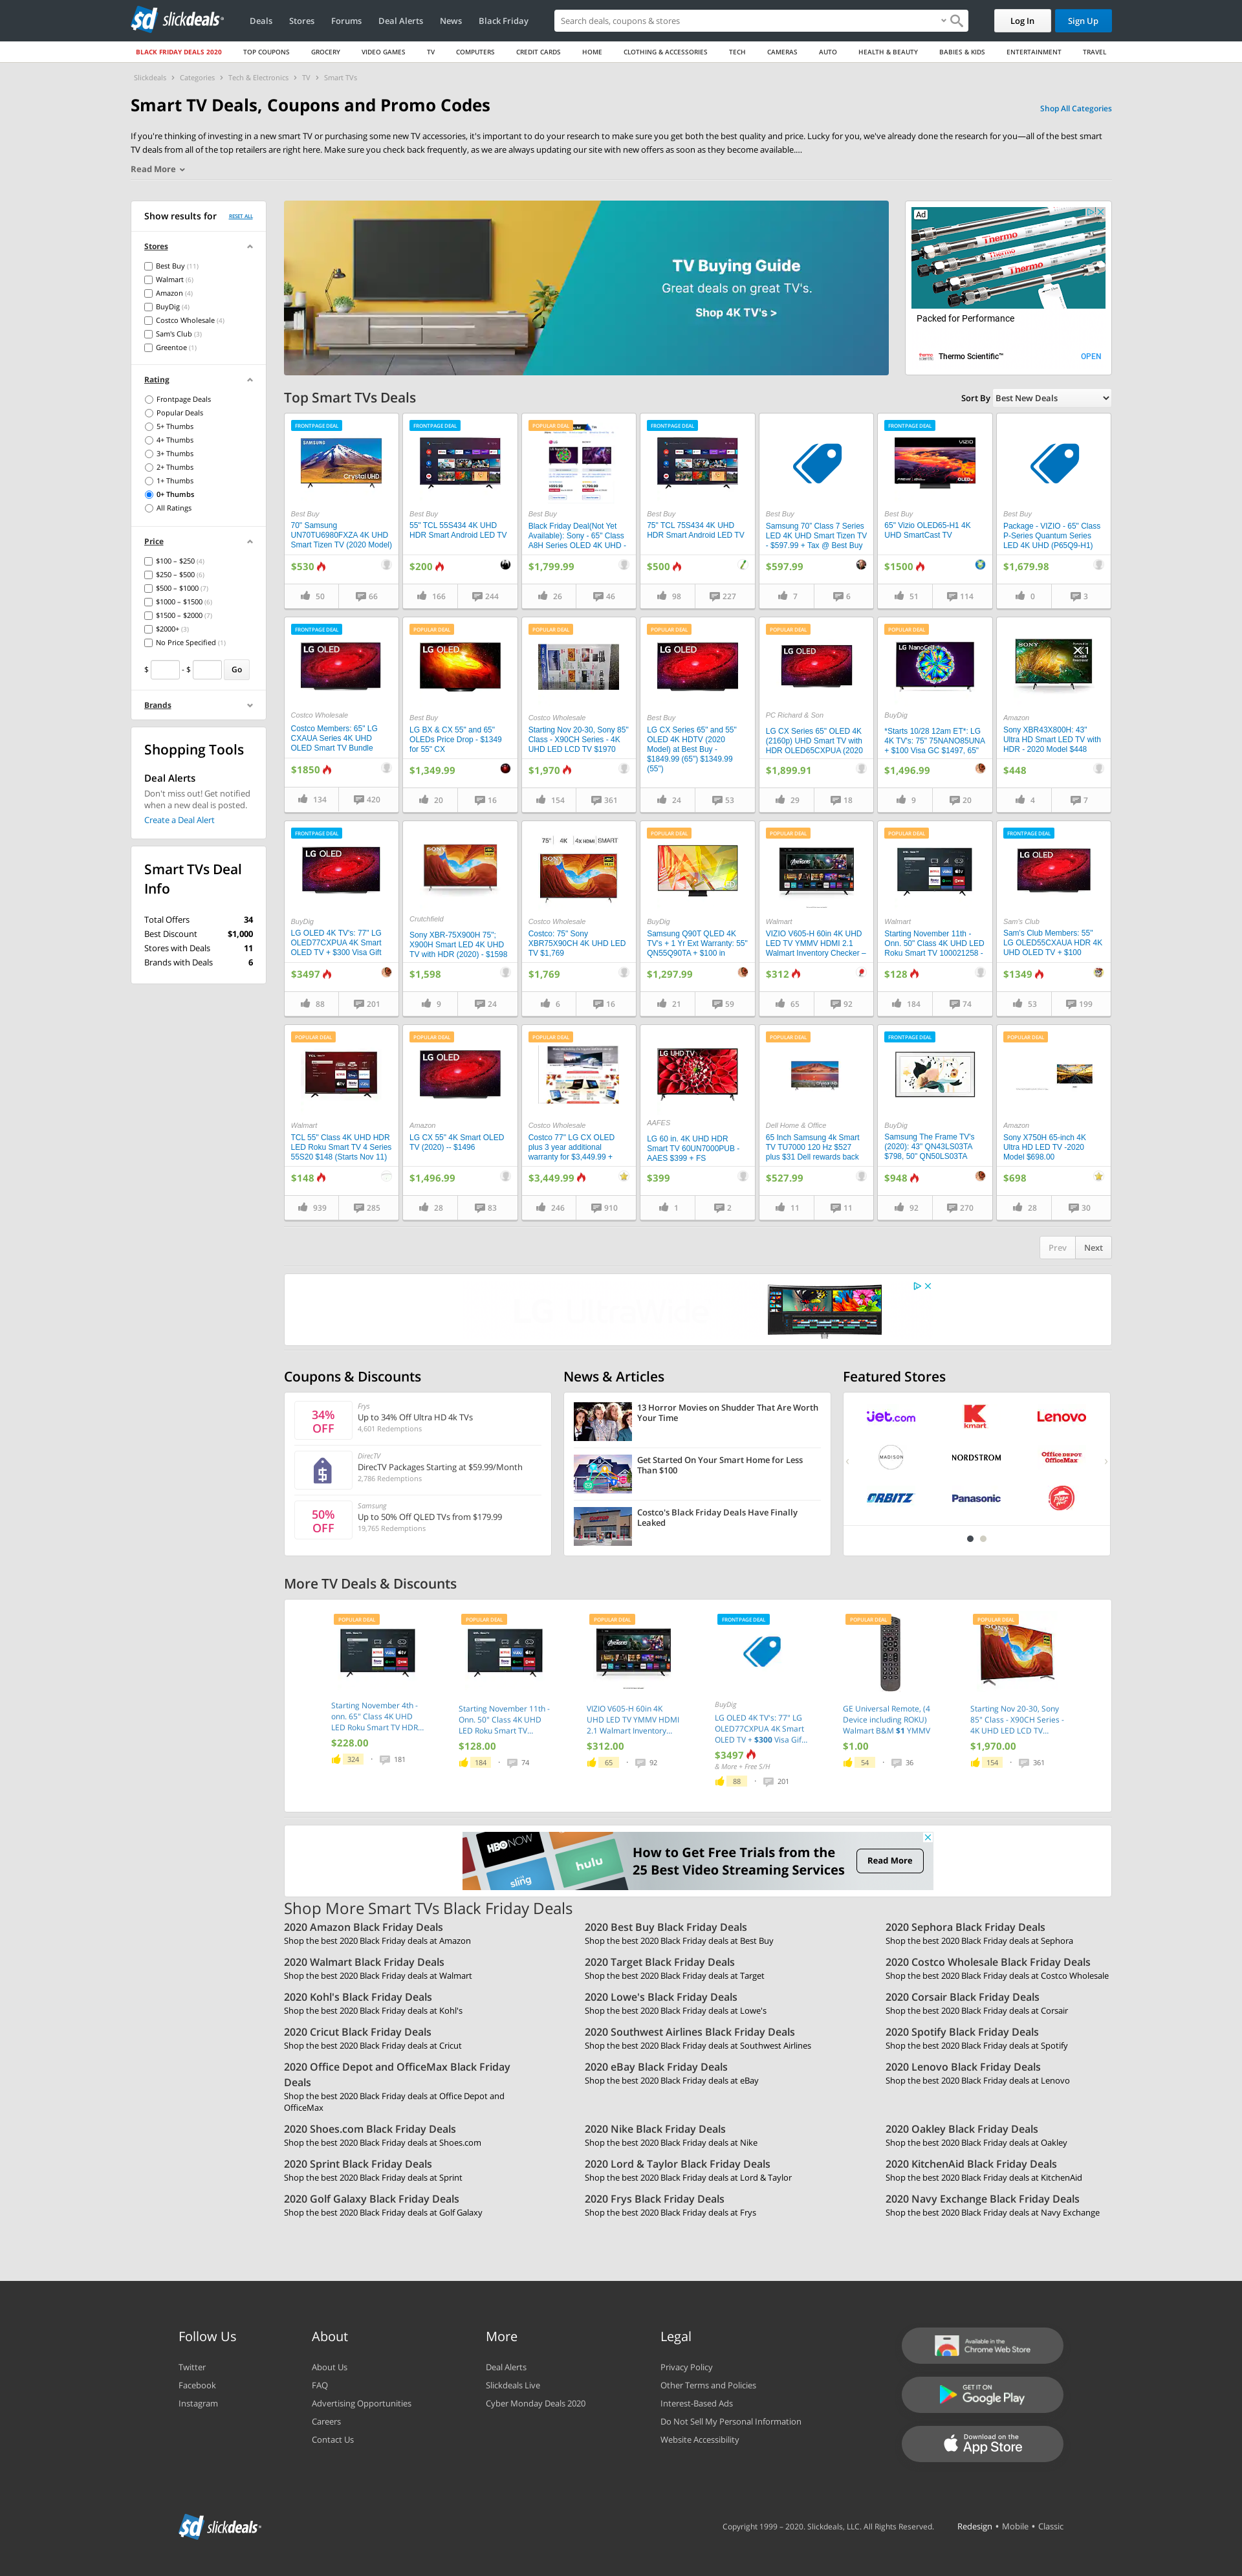 sd slickdeals
Deals
Stores
Forums
Deal Alerts
News
Black Friday
Search deals, coupons & stores
Log In
Sign Up
BLACK FRIDAY DEALS 2020
TOP COUPONS
GROCERY
VIDEO GAMES
TV
COMPUTERS
CREDIT CARDS
HOME
CLOTHING & ACCESSORIES
TECH
CAMERAS
AUTO
HEALTH & BEAUTY
BABIES & KIDS
ENTERTAINMENT
TRAVEL
Slickdeals > Categories > Tech & Electronics > TV > Smart TVs
Smart TV Deals, Coupons and Promo Codes
Shop All Categories
If you're thinking of investing in a new smart TV or purchasing some new TV accessories, it's important to do your research to make sure you get both the best quality and price. Lucky for you, we've already done the research for you—all of the best smart
TV deals from all of the top retailers are right here. Make sure you check back frequently, as we are always updating our site with new offers as soon as they become available....
Read More
Show results for
RESET ALL
Stores
Best Buy (11)
Walmart (6)
Amazon (4)
BuyDig (4)
Costco Wholesale (4)
Sam's Club (3)
Greentoe (1)
Rating
Frontpage Deals
Popular Deals
5+ Thumbs
4+ Thumbs
3+ Thumbs
2+ Thumbs
1+ Thumbs
0+ Thumbs
All Ratings
Price
$100 – $250 (4)
$250 – $500 (6)
$500 – $1000 (7)
$1000 – $1500 (6)
$1500 – $2000 (7)
$2000+ (3)
No Price Specified (1)
$ - $ Go
Brands
Shopping Tools
Deal Alerts
Don't miss out! Get notified
when a new deal is posted.
Create a Deal Alert
Smart TVs Deal
Info
Total Offers 34
Best Discount $1,000
Stores with Deals 11
Brands with Deals 6
TV Buying Guide
Great deals on great TV's.
Shop 4K TV's >
Ad
Thermo
Packed for Performance
Thermo Scientific™
OPEN
Top Smart TVs Deals
Sort By Best New Deals
FRONTPAGE DEAL
SAMSUNG
Crystal UHD
Best Buy
70" Samsung
UN70TU6980FXZA 4K UHD
Smart Tizen TV (2020 Model)
$530
50 66
FRONTPAGE DEAL
Best Buy
55" TCL 55S434 4K UHD
HDR Smart Android LED TV
$200
166 244
POPULAR DEAL
Best Buy
Black Friday Deal(Not Yet
Available): Sony - 65" Class
A8H Series OLED 4K UHD -
$1,799.99
26 46
FRONTPAGE DEAL
Best Buy
75" TCL 75S434 4K UHD
HDR Smart Android LED TV
$500
98 227
Best Buy
Samsung 70" Class 7 Series
LED 4K UHD Smart Tizen TV
- $597.99 + Tax @ Best Buy
$597.99
7 6
FRONTPAGE DEAL
VIZIO
OLED
Best Buy
65" Vizio OLED65-H1 4K
UHD SmartCast TV
$1500
51 114
Best Buy
Package - VIZIO - 65" Class
P-Series Quantum Series
LED 4K UHD (P65Q9-H1)
$1,679.98
0 3
FRONTPAGE DEAL
LG OLED
Costco Wholesale
Costco Members: 65" LG
CXAUA Series 4K UHD
OLED Smart TV Bundle
$1850
134 420
POPULAR DEAL
LG OLED
Best Buy
LG BX & CX 55" and 65"
OLEDs Price Drop - $1349
for 55" CX
$1,349.99
20 16
POPULAR DEAL
Costco Wholesale
Starting Nov 20-30, Sony 85"
Class - X90CH Series - 4K
UHD LED LCD TV $1970
$1,970
154 361
POPULAR DEAL
LG OLED
Best Buy
LG CX Series 65" and 55"
OLED 4K HDTV (2020
Model) at Best Buy -
$1849.99 (65") $1349.99
(55")
24 53
POPULAR DEAL
LG OLED
PC Richard & Son
LG CX Series 65" OLED 4K
(2160p) UHD Smart TV with
HDR OLED65CXPUA (2020
$1,899.91
29 18
POPULAR DEAL
LG NanoCell
BuyDig
*Starts 10/28 12am ET*: LG
4K TV's: 75" 75NANO85UNA
+ $100 Visa GC $1497, 65"
$1,496.99
9 20
SONY
X1
Amazon
Sony XBR43X800H: 43"
Ultra HD Smart LED TV with
HDR - 2020 Model $448
$448
4 7
FRONTPAGE DEAL
LG OLED
BuyDig
LG OLED 4K TV's: 77" LG
OLED77CXPUA 4K Smart
OLED TV + $300 Visa Gift
$3497
88 201
SONY
Crutchfield
Sony XBR-75X900H 75";
X900H Smart LED 4K UHD
TV with HDR (2020) - $1598
$1,598
9 24
75" 4K 4X HDMI SMART
SONY
Costco Wholesale
Costco: 75" Sony
XBR75X90CH 4K UHD LED
TV $1,769
$1,769
6 16
POPULAR DEAL
BuyDig
Samsung Q90T QLED 4K
TV's + 1 Yr Ext Warranty: 55"
QN55Q90TA + $100 in
$1,297.99
21 59
POPULAR DEAL
Walmart
VIZIO V605-H 60in 4K UHD
LED TV YMMV HDMI 2.1
Walmart Inventory Checker –
$312
65 92
POPULAR DEAL
Walmart
Starting November 11th -
Onn. 50" Class 4K UHD LED
Roku Smart TV 100021258 -
$128
184 74
FRONTPAGE DEAL
LG OLED
Sam's Club
Sam's Club Members: 55"
LG OLED55CXAUA HDR 4K
UHD OLED TV + $100
$1349
53 199
POPULAR DEAL
Walmart
TCL 55" Class 4K UHD HDR
LED Roku Smart TV 4 Series
55S20 $148 (Starts Nov 11)
$148
939 285
POPULAR DEAL
LG OLED
Amazon
LG CX 55" 4K Smart OLED
TV (2020) -- $1496
$1,496.99
28 83
POPULAR DEAL
Costco Wholesale
Costco 77" LG CX OLED
plus 3 year additional
warranty for $3,449.99 +
$3,449.99
246 910
LG UHD TV
AAFES
LG 60 in. 4K UHD HDR
Smart TV 60UN7000PUB -
AAES $399 + FS
$399
1 2
POPULAR DEAL
Dell Home & Office
65 Inch Samsung 4k Smart
TV TU7000 120 Hz $527
plus $31 Dell rewards back
$527.99
11 11
FRONTPAGE DEAL
BuyDig
Samsung The Frame TV's
(2020): 43" QN43LS03TA
$798, 50" QN50LS03TA
$948
92 270
POPULAR DEAL
Amazon
Sony X750H 65-inch 4K
Ultra HD LED TV -2020
Model $698.00
$698
28 30
Prev
Next
Coupons & Discounts
34%
OFF
Frys
Up to 34% Off Ultra HD 4k TVs
4,601 Redemptions
DirecTV
DirecTV Packages Starting at $59.99/Month
2,786 Redemptions
50%
OFF
Samsung
Up to 50% Off QLED TVs from $179.99
19,765 Redemptions
News & Articles
13 Horror Movies on Shudder That Are Worth
Your Time
Get Started On Your Smart Home for Less
Than $100
Costco's Black Friday Deals Have Finally
Leaked
Featured Stores
jet.com
kmart
Lenovo
MADISON
NORDSTROM
Office DEPOT
OfficeMax
ORBITZ
Panasonic
Pizza Hut
More TV Deals & Discounts
POPULAR DEAL
Starting November 4th -
onn. 65" Class 4K UHD
LED Roku Smart TV HDR...
$228.00
324 • 181
POPULAR DEAL
Starting November 11th -
Onn. 50" Class 4K UHD
LED Roku Smart TV...
$128.00
184 • 74
POPULAR DEAL
VIZIO V605-H 60in 4K
UHD LED TV YMMV HDMI
2.1 Walmart Inventory...
$312.00
65 • 92
FRONTPAGE DEAL
BuyDig
LG OLED 4K TV's: 77" LG
OLED77CXPUA 4K Smart
OLED TV + $300 Visa Gif...
$3497
& More + Free S/H
88 • 201
POPULAR DEAL
GE Universal Remote, (4
Device including ROKU)
Walmart B&M $1 YMMV
$1.00
54 • 36
POPULAR DEAL
SONY
Starting Nov 20-30, Sony
85" Class - X90CH Series -
4K UHD LED LCD TV...
$1,970.00
154 • 361
HBO NOW
sling
hulu
How to Get Free Trials from the
25 Best Video Streaming Services
Read More
Shop More Smart TVs Black Friday Deals
2020 Amazon Black Friday Deals
Shop the best 2020 Black Friday deals at Amazon
2020 Best Buy Black Friday Deals
Shop the best 2020 Black Friday deals at Best Buy
2020 Sephora Black Friday Deals
Shop the best 2020 Black Friday deals at Sephora
2020 Walmart Black Friday Deals
Shop the best 2020 Black Friday deals at Walmart
2020 Target Black Friday Deals
Shop the best 2020 Black Friday deals at Target
2020 Costco Wholesale Black Friday Deals
Shop the best 2020 Black Friday deals at Costco Wholesale
2020 Kohl's Black Friday Deals
Shop the best 2020 Black Friday deals at Kohl's
2020 Lowe's Black Friday Deals
Shop the best 2020 Black Friday deals at Lowe's
2020 Corsair Black Friday Deals
Shop the best 2020 Black Friday deals at Corsair
2020 Cricut Black Friday Deals
Shop the best 2020 Black Friday deals at Cricut
2020 Southwest Airlines Black Friday Deals
Shop the best 2020 Black Friday deals at Southwest Airlines
2020 Spotify Black Friday Deals
Shop the best 2020 Black Friday deals at Spotify
2020 Office Depot and OfficeMax Black Friday
Deals
Shop the best 2020 Black Friday deals at Office Depot and
OfficeMax
2020 eBay Black Friday Deals
Shop the best 2020 Black Friday deals at eBay
2020 Lenovo Black Friday Deals
Shop the best 2020 Black Friday deals at Lenovo
2020 Shoes.com Black Friday Deals
Shop the best 2020 Black Friday deals at Shoes.com
2020 Nike Black Friday Deals
Shop the best 2020 Black Friday deals at Nike
2020 Oakley Black Friday Deals
Shop the best 2020 Black Friday deals at Oakley
2020 Sprint Black Friday Deals
Shop the best 2020 Black Friday deals at Sprint
2020 Lord & Taylor Black Friday Deals
Shop the best 2020 Black Friday deals at Lord & Taylor
2020 KitchenAid Black Friday Deals
Shop the best 2020 Black Friday deals at KitchenAid
2020 Golf Galaxy Black Friday Deals
Shop the best 2020 Black Friday deals at Golf Galaxy
2020 Frys Black Friday Deals
Shop the best 2020 Black Friday deals at Frys
2020 Navy Exchange Black Friday Deals
Shop the best 2020 Black Friday deals at Navy Exchange
Follow Us
Twitter
Facebook
Instagram
About
About Us
FAQ
Advertising Opportunities
Careers
Contact Us
More
Deal Alerts
Slickdeals Live
Cyber Monday Deals 2020
Legal
Privacy Policy
Other Terms and Policies
Interest-Based Ads
Do Not Sell My Personal Information
Website Accessibility
Available in the
Chrome Web Store
GET IT ON
Google Play
Download on the
App Store
sd slickdeals
Copyright 1999 – 2020. Slickdeals, LLC. All Rights Reserved.
Redesign • Mobile • Classic